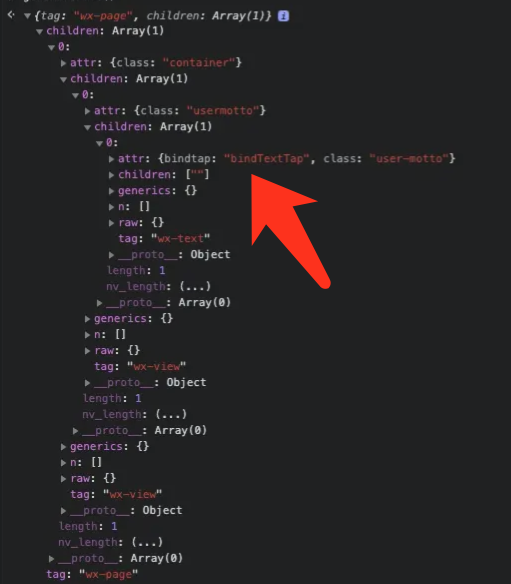 {tag: "wx-page", children: Array(1)} i
children: Array(1)
0:
attr: {class: "container"}
children: Array(1)
0:
attr: {class: "usermotto"}
children: Array(1)
0:
attr: {bindtap: "bindTextTap", class: "user-motto"}
children: [""]
generics: {}
n: []
raw: {}
tag: "wx-text"
__proto__: Object
length: 1
nv_length: (...)
__proto__: Array(0)
generics: {}
n: []
raw: {}
tag: "wx-view"
__proto__: Object
length: 1
nv_length: (...)
__proto__: Array(0)
generics: {}
n: []
raw: {}
tag: "wx-view"
__proto__: Object
length: 1
nv_length: (...)
__proto__: Array(0)
tag: "wx-page"